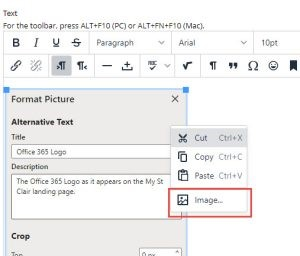 Text
For the toolbar, press ALT+F10 (PC) or ALT+FN+F10 (Mac).
B I U S Paragraph Arial 10pt
Format Picture
Alternative Text
Title
Office 365 Logo
Description
The Office 365 Logo as it appears on the My St
Clair landing page.
Cut Ctrl+X
Copy Ctrl+C
Paste Ctrl+V
Image...
Crop
Top 0 px